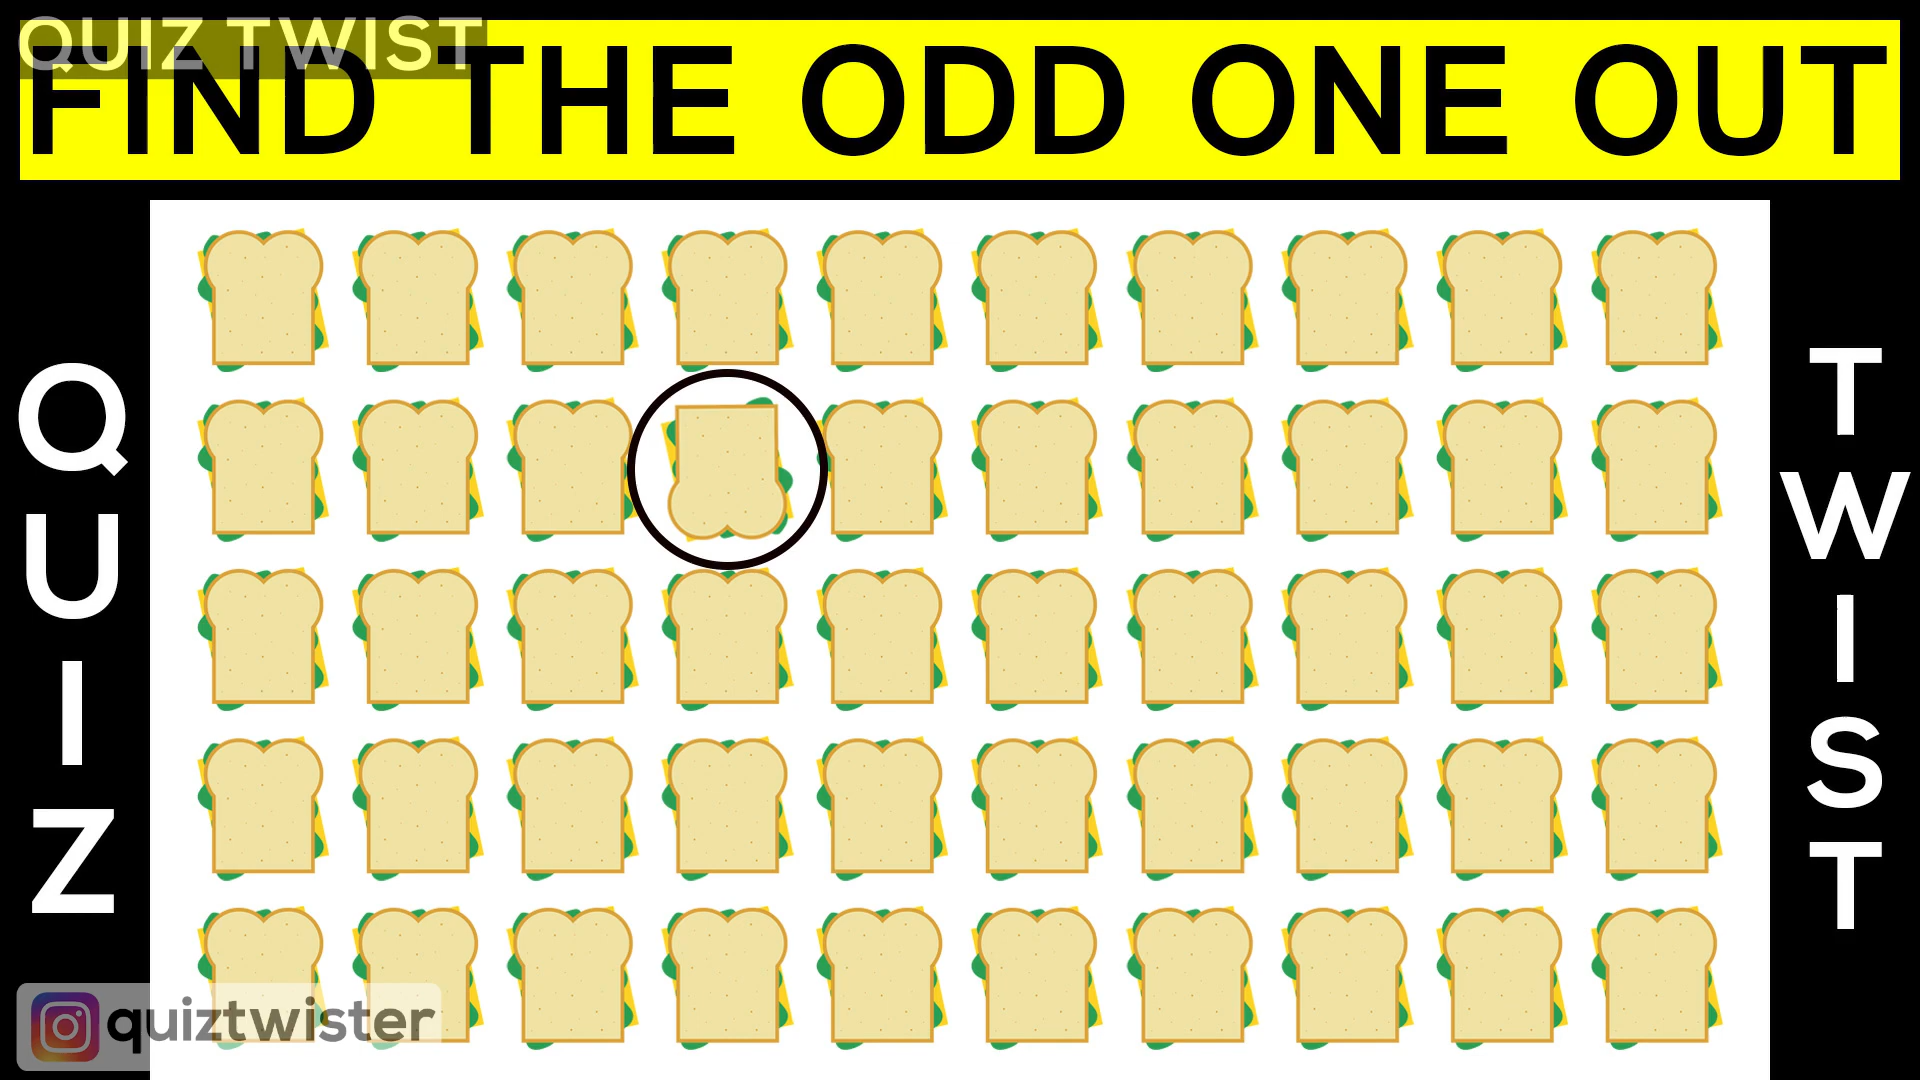 QUIZ TWIST
FIND THE ODD ONE OUT
QUIZ
TWIST
quiztwister